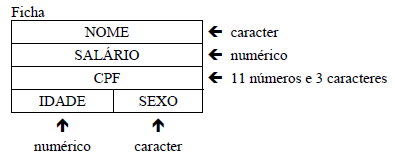 Ficha
NOME 🡸 caracter
SALÁRIO 🡸 numérico
CPF 🡸 11 números e 3 caracteres
IDADE SEXO
🡹 🡹
numérico caracter